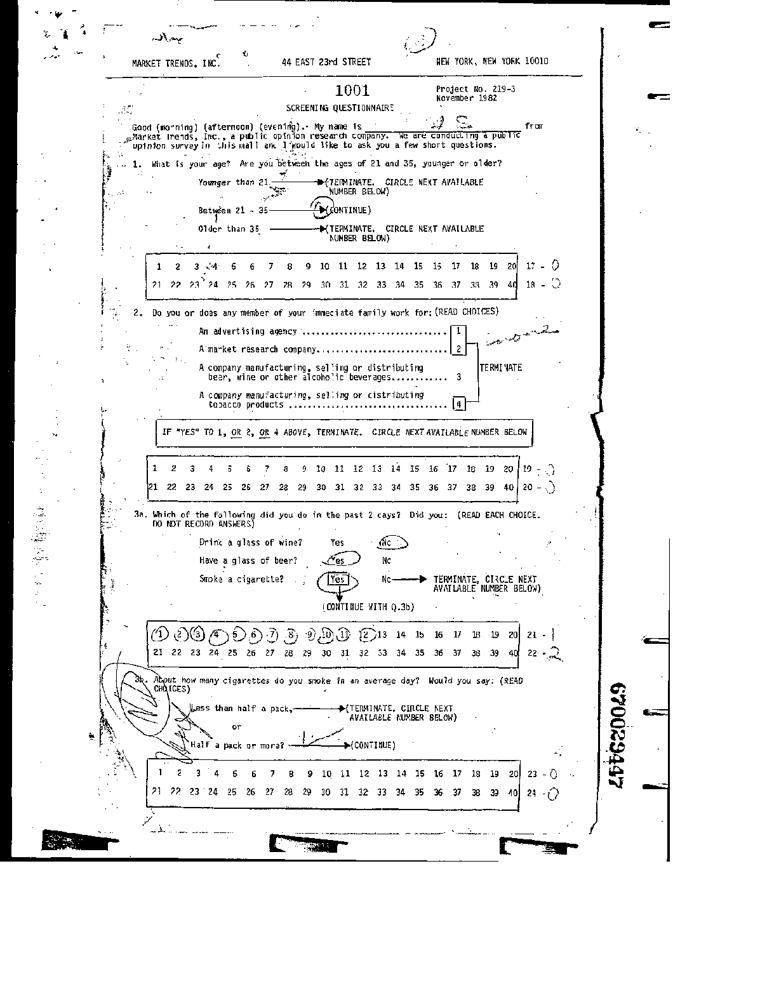 MARKET TRENDS, INC. 44 EAST 23rd STREET NEW YORK, NEW YORK 10010
1001 Project No. 219-3
November 1982
SCREENING QUESTIONNAIRE
Good (morning) (afternoon) (evening). My name is from
Market Trends, Inc., a public opinion research company. We are conducting a public
opinion survey in this mall and I would like to ask you a few short questions.
1. What is your age? Are you between the ages of 21 and 35, younger or older?
Younger than 21 (TERMINATE. CIRCLE NEXT AVAILABLE
NUMBER BELOW)
Between 21 - 35 (CONTINUE)
Older than 35 (TERMINATE. CIRCLE NEXT AVAILABLE
NUMBER BELOW)
1 2 3 4 5 6 7 8 9 10 11 12 13 14 15 16 17 18 19 20 17 - 0
21 22 23 24 25 26 27 28 29 30 31 32 33 34 35 36 37 38 39 40 18 - 0
2. Do you or does any member of your immediate family work for: (READ CHOICES)
An advertising agency .............................. 1
A market research company........................... 2
A company manufacturing, selling or distributing
beer, wine or other alcoholic beverages............ 3
TERMINATE
A company manufacturing, selling or distributing
tobacco products ................................. 4
IF "YES" TO 1, OR 2, OR 4 ABOVE, TERMINATE. CIRCLE NEXT AVAILABLE NUMBER BELOW
1 2 3 4 5 6 7 8 9 10 11 12 13 14 15 16 17 18 19 20 19 - 0
21 22 23 24 25 26 27 28 29 30 31 32 33 34 35 36 37 38 39 40 20 - 0
3a. Which of the following did you do in the past 2 days? Did you: (READ EACH CHOICE.
DO NOT RECORD ANSWERS)
Drink a glass of wine? Yes No
Have a glass of beer? Yes No
Smoke a cigarette? Yes No TERMINATE, CIRCLE NEXT
AVAILABLE NUMBER BELOW)
(CONTINUE WITH Q.3b)
1 2 3 4 5 6 7 8 9 10 11 12 13 14 15 16 17 18 19 20 21 - 1
21 22 23 24 25 26 27 28 29 30 31 32 33 34 35 36 37 38 39 40 22 - 2
3b. About how many cigarettes do you smoke in an average day? Would you say: (READ
CHOICES)
Less than half a pack, (TERMINATE, CIRCLE NEXT
AVAILABLE NUMBER BELOW)
or
Half a pack or more? (CONTINUE)
1 2 3 4 5 6 7 8 9 10 11 12 13 14 15 16 17 18 19 20 23 - 0
21 22 23 24 25 26 27 28 29 30 31 32 33 34 35 36 37 38 39 40 24 - 0
670029447